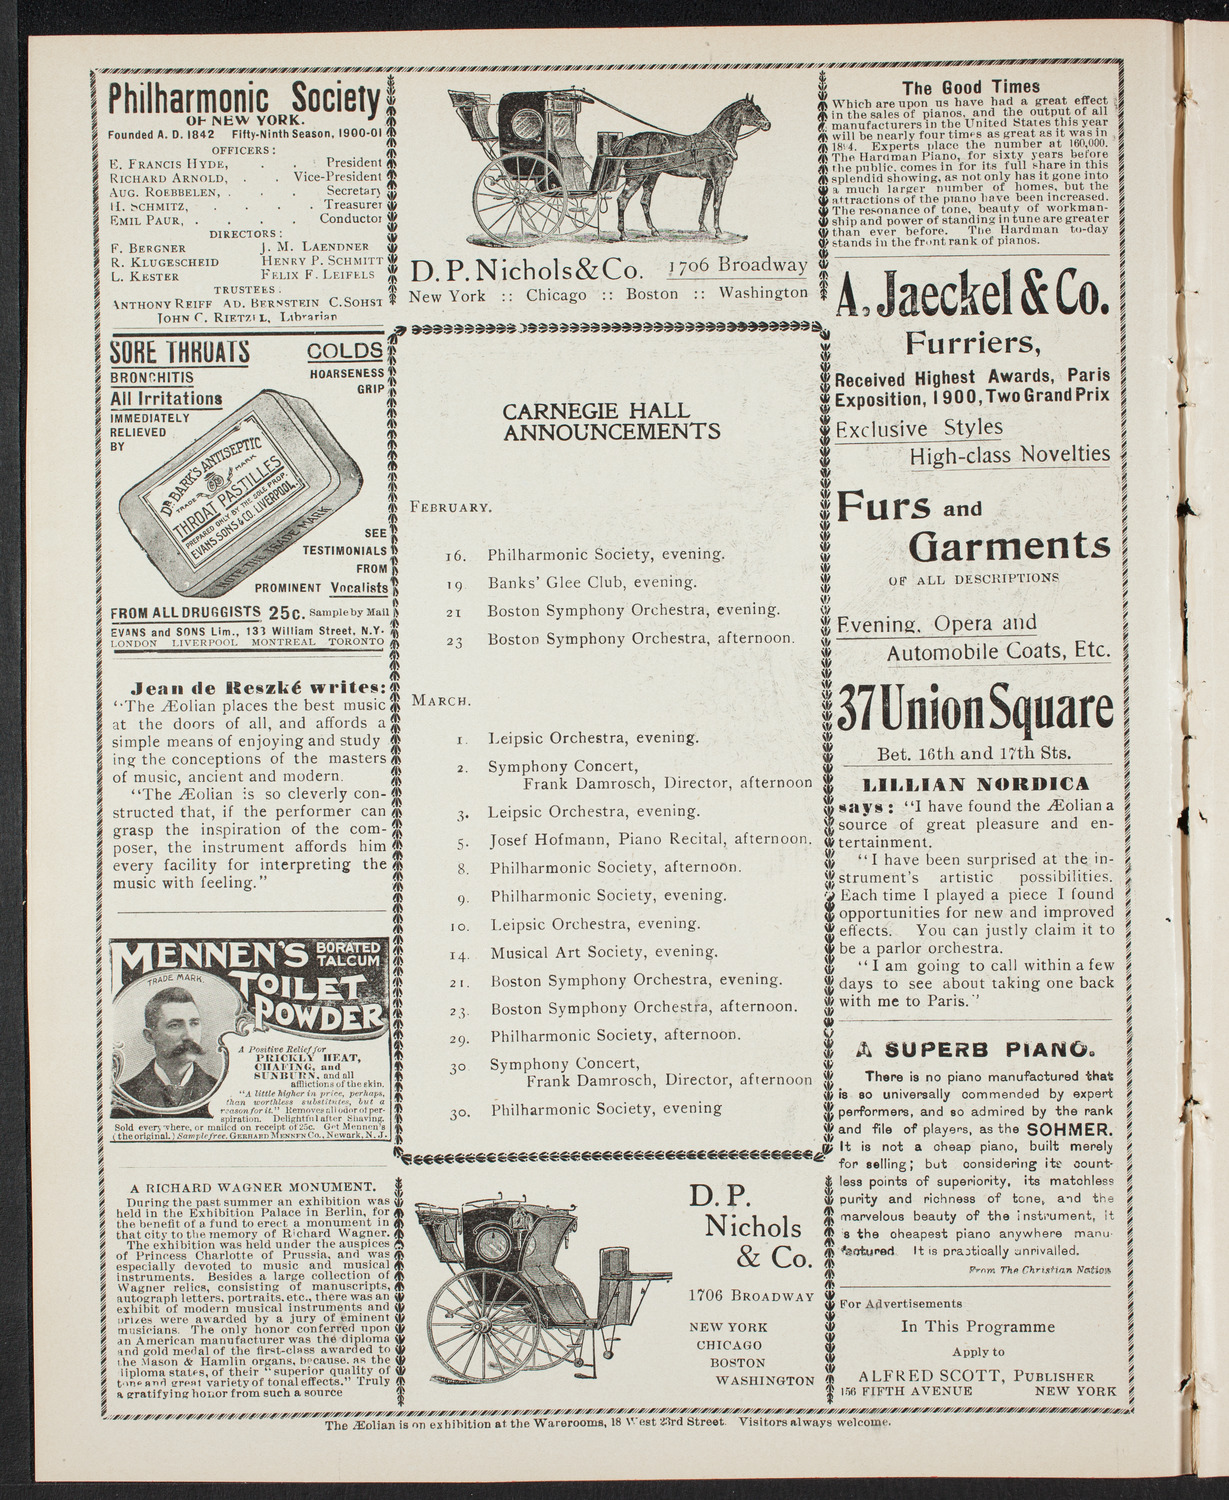 Philharmonic Society
OF NEW YORK.
Founded A. D. 1842 Fifty-Ninth Season, 1900-01
OFFICERS:
E. FRANCIS HYDE, . . President
RICHARD ARNOLD, . . Vice-President
AUG. ROEBBELEN, . . . Secretary
H. SCHMITZ, . . . . Treasurer
EMIL PAUR, . . . . Conductor
DIRECTORS:
F. BERGNER J. M. LAENDNER
R. KLUGESCHEID HENRY P. SCHMITT
L. KESTER FELIX F. LEIFELS
TRUSTEES.
ANTHONY REIFF AD. BERNSTEIN C. SOHST
JOHN C. RIETZEL, Librarian
SORE THROATS COLDS
BRONCHITIS HOARSENESS
All Irritations GRIP
IMMEDIATELY
RELIEVED
BY
DR. BARK'S ANTISEPTIC
TRADE MARK
THROAT PASTILLES
PREPARED ONLY BY THE SOLE PROP.
EVANS SONS & CO. LIVERPOOL.
NOTE THE TRADE MARK
SEE
TESTIMONIALS
FROM
PROMINENT Vocalists
FROM ALL DRUGGISTS 25c. Sample by Mail
EVANS and SONS Lim., 133 William Street, N.Y.
LONDON LIVERPOOL MONTREAL TORONTO
Jean de Reszké writes:
"The Æolian places the best music
at the doors of all, and affords a
simple means of enjoying and study
ing the conceptions of the masters
of music, ancient and modern.
"The Æolian is so cleverly con-
structed that, if the performer can
grasp the inspiration of the com-
poser, the instrument affords him
every facility for interpreting the
music with feeling."
MENNEN'S BORATED
TALCUM
TOILET
POWDER
TRADE MARK.
A Positive Relief for
PRICKLY HEAT,
CHAFING, and
SUNBURN, and all
afflictions of the skin.
"A little higher in price, perhaps,
than worthless substitutes, but a
reason for it." Removes all odor of per-
spiration. Delightful after Shaving.
Sold everywhere, or mailed on receipt of 25c. Get Mennen's
(the original.) Sample free. GERHARD MENNEN CO., Newark, N. J.
A RICHARD WAGNER MONUMENT.
During the past summer an exhibition was
held in the Exhibition Palace in Berlin, for
the benefit of a fund to erect a monument in
that city to the memory of Richard Wagner.
The exhibition was held under the auspices
of Princess Charlotte of Prussia, and was
especially devoted to music and musical
instruments. Besides a large collection of
Wagner relics, consisting of manuscripts,
autograph letters, portraits, etc., there was an
exhibit of modern musical instruments and
prizes were awarded by a jury of eminent
musicians. The only honor conferred upon
an American manufacturer was the diploma
and gold medal of the first-class awarded to
the Mason & Hamlin organs, because, as the
diploma states, of their "superior quality of
tone and great variety of tonal effects." Truly
a gratifying honor from such a source
D. P. Nichols & Co. 1706 Broadway
New York :: Chicago :: Boston :: Washington
CARNEGIE HALL
ANNOUNCEMENTS
FEBRUARY.
16. Philharmonic Society, evening.
19 Banks' Glee Club, evening.
21 Boston Symphony Orchestra, evening.
23 Boston Symphony Orchestra, afternoon.
MARCH.
1. Leipsic Orchestra, evening.
2. Symphony Concert,
Frank Damrosch, Director, afternoon
3. Leipsic Orchestra, evening.
5. Josef Hofmann, Piano Recital, afternoon.
8. Philharmonic Society, afternoon.
9. Philharmonic Society, evening.
10. Leipsic Orchestra, evening.
14. Musical Art Society, evening.
21. Boston Symphony Orchestra, evening.
23. Boston Symphony Orchestra, afternoon.
29. Philharmonic Society, afternoon.
30 Symphony Concert,
Frank Damrosch, Director, afternoon
30. Philharmonic Society, evening
D. P.
Nichols
& Co.
1706 BROADWAY
NEW YORK
CHICAGO
BOSTON
WASHINGTON
The Good Times
Which are upon us have had a great effect
in the sales of pianos, and the output of all
manufacturers in the United States this year
will be nearly four times as great as it was in
1894. Experts place the number at 160,000.
The Hardman Piano, for sixty years before
the public, comes in for its full share in this
splendid showing, as not only has it gone into
a much larger number of homes, but the
attractions of the piano have been increased.
The resonance of tone, beauty of workman-
ship and power of standing in tune are greater
than ever before. The Hardman to-day
stands in the front rank of pianos.
A. Jaeckel & Co.
Furriers,
Received Highest Awards, Paris
Exposition, 1900, Two Grand Prix
Exclusive Styles
High-class Novelties
Furs and
Garments
OF ALL DESCRIPTIONS
Evening, Opera and
Automobile Coats, Etc.
37 Union Square
Bet. 16th and 17th Sts.
LILLIAN NORDICA
says: "I have found the Æolian a
source of great pleasure and en-
tertainment.
"I have been surprised at the in-
strument's artistic possibilities.
Each time I played a piece I found
opportunities for new and improved
effects. You can justly claim it to
be a parlor orchestra.
"I am going to call within a few
days to see about taking one back
with me to Paris."
A SUPERB PIANO.
There is no piano manufactured that
is so universally commended by expert
performers, and so admired by the rank
and file of players, as the SOHMER.
It is not a cheap piano, built merely
for selling; but considering its count-
less points of superiority, its matchless
purity and richness of tone, and the
marvelous beauty of the instrument, it
is the cheapest piano anywhere manu-
factured. It is practically unrivalled.
From The Christian Nation
For Advertisements
In This Programme
Apply to
ALFRED SCOTT, PUBLISHER
156 FIFTH AVENUE NEW YORK
The Æolian is on exhibition at the Warerooms, 18 West 23rd Street. Visitors always welcome.